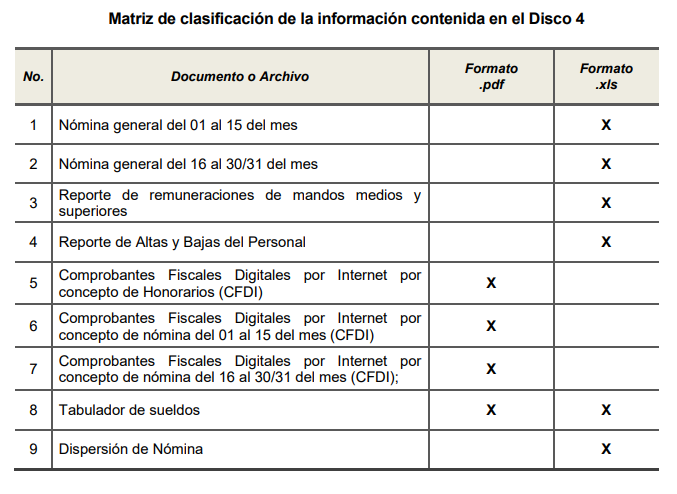 Matriz de clasificación de la información contenida en el Disco 4
No. Documento o Archivo Formato .pdf Formato .xls
1 Nómina general del 01 al 15 del mes X
2 Nómina general del 16 al 30/31 del mes X
3 Reporte de remuneraciones de mandos medios y
superiores X
4 Reporte de Altas y Bajas del Personal X
5 Comprobantes Fiscales Digitales por Internet por
concepto de Honorarios (CFDI) X
6 Comprobantes Fiscales Digitales por Internet por
concepto de nómina del 01 al 15 del mes (CFDI) X
7 Comprobantes Fiscales Digitales por Internet por
concepto de nómina del 16 al 30/31 del mes (CFDI); X
8 Tabulador de sueldos X X
9 Dispersión de Nómina X